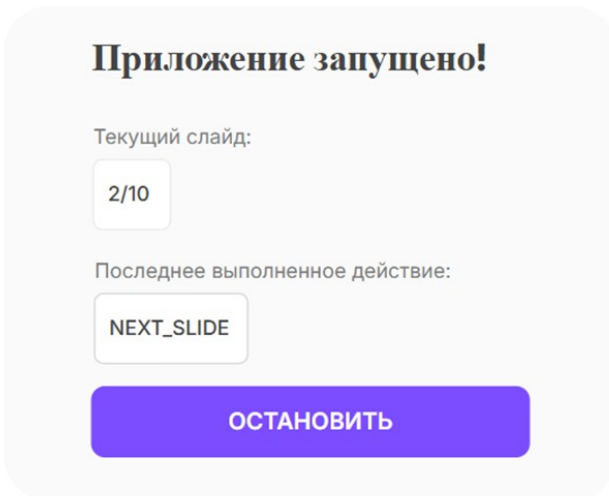 Приложение запущено!
Текущий слайд:
2/10
Последнее выполненное действие:
NEXT_SLIDE
ОСТАНОВИТЬ